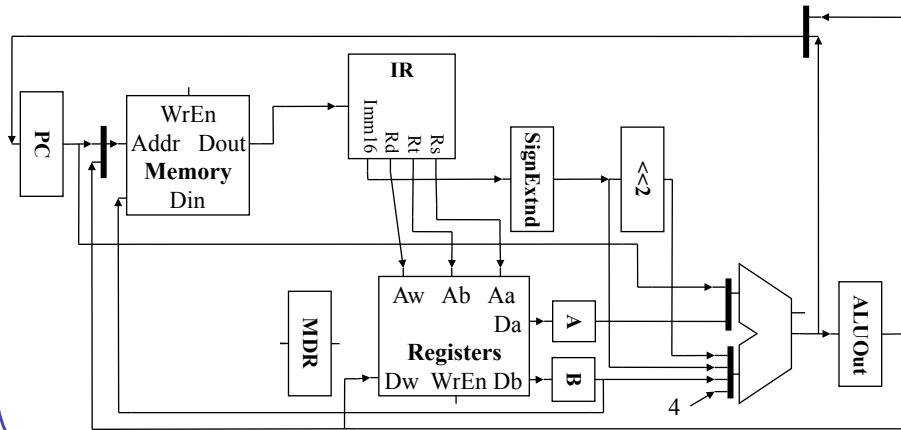 IR
Imm16 Rd Rt Rs
PC
WrEn
Addr Dout
Memory
Din
SignExtnd
<<2
Aw Ab Aa
Da
Registers
Dw WrEn Db
MDR
A
B
4
ALUOut